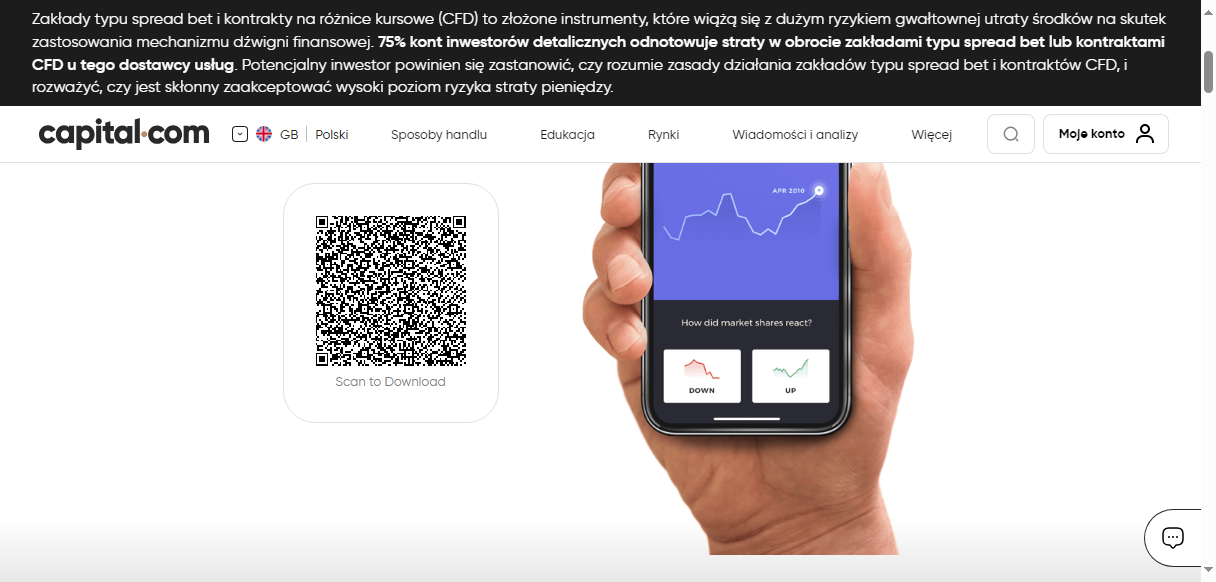 Zakłady typu spread bet i kontrakty na różnice kursowe (CFD) to złożone instrumenty, które wiążą się z dużym ryzykiem gwałtownej utraty środków na skutek
zastosowania mechanizmu dźwigni finansowej. 75% kont inwestorów detalicznych odnotowuje straty w obrocie zakładami typu spread bet lub kontraktami
CFD u tego dostawcy usług. Potencjalny inwestor powinien się zastanowić, czy rozumie zasady działania zakładów typu spread bet i kontraktów CFD, i
rozważyć, czy jest skłonny zaakceptować wysoki poziom ryzyka straty pieniędzy.
capital.com GB Polski Sposoby handlu Edukacja Rynki Wiadomości i analizy Więcej Moje konto
APR 2010
How did market shares react?
DOWN UP
Scan to Download